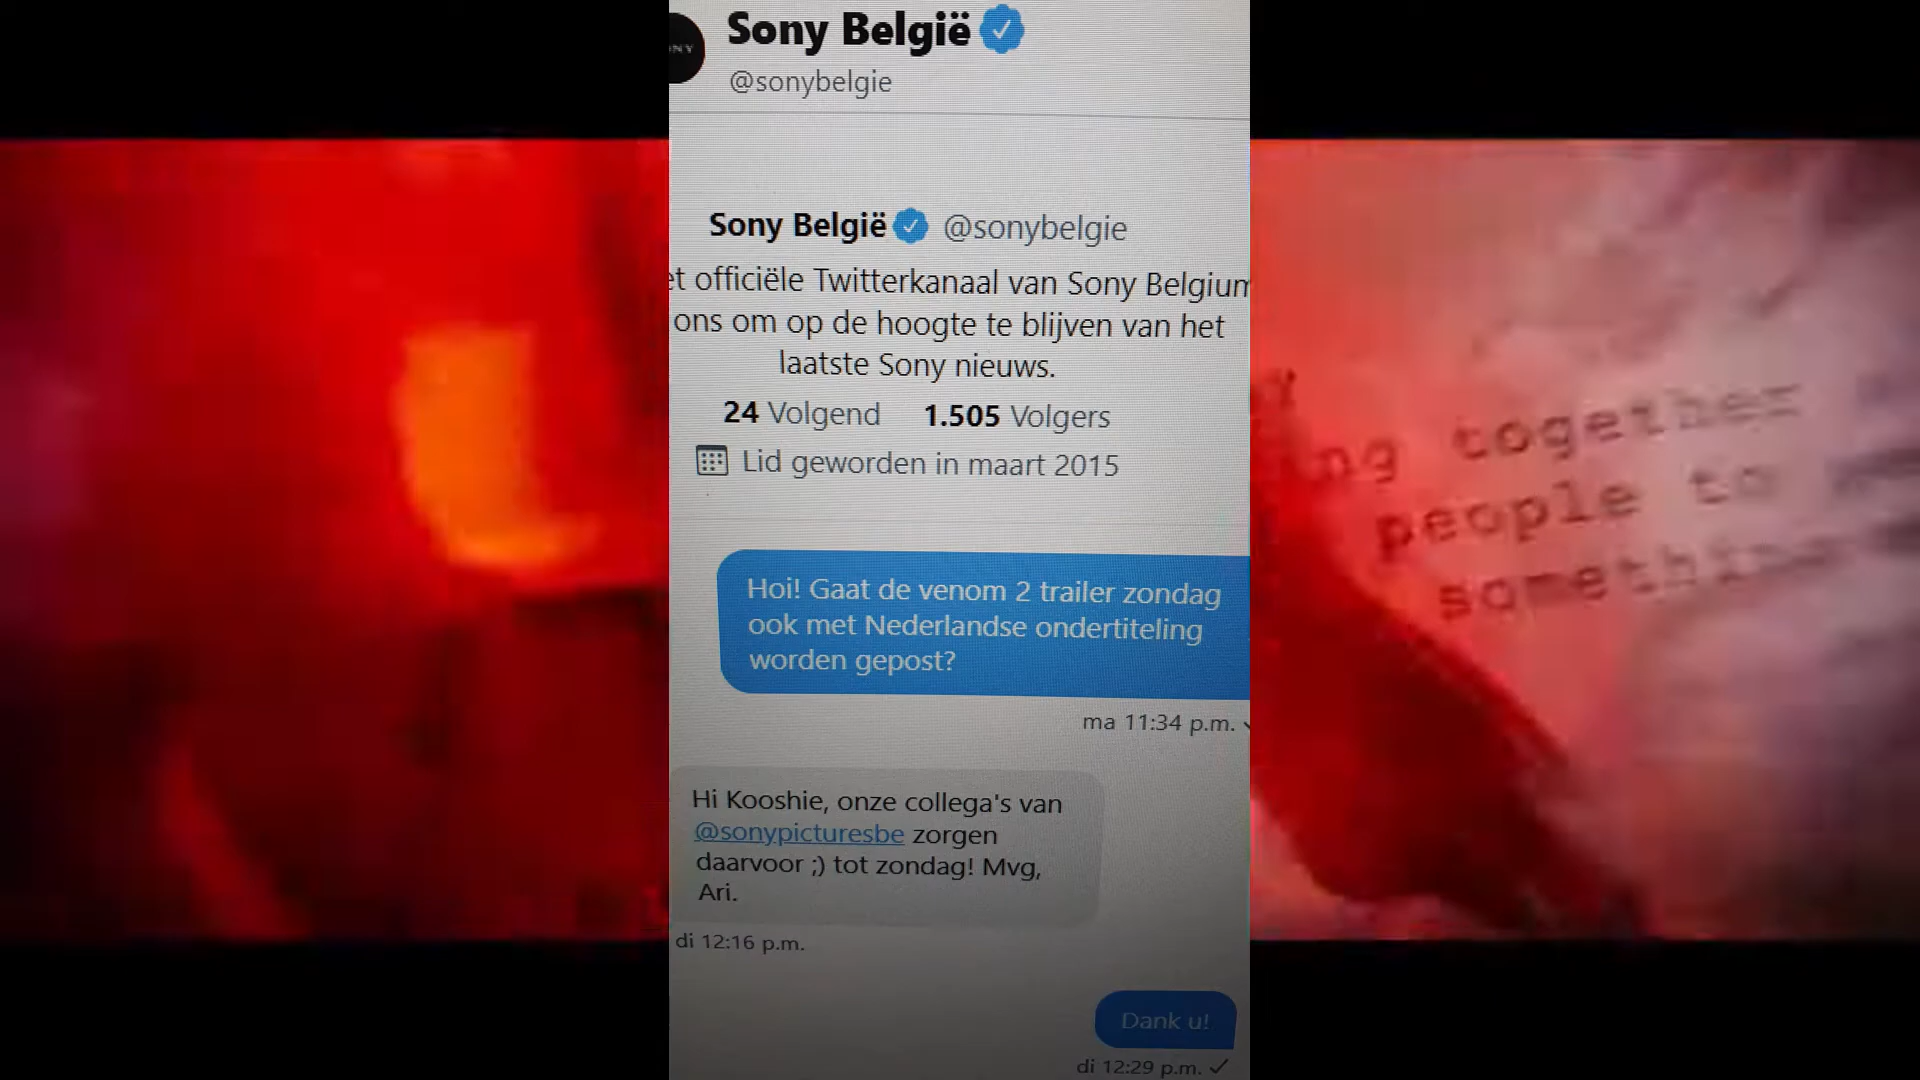 Sony België
@sonybelgie
Sony België @sonybelgie
officiële Twitterkanaal van Sony Belgium
ons om op de hoogte te blijven van het
laatste Sony nieuws.
24 Volgend 1.505 Volgers
Lid geworden in maart 2015
Hoi! Gaat de venom 2 trailer zondag
ook met Nederlandse ondertiteling
worden gepost?
ma 11:34 p.m.
Hi Kooshie, onze collega's van
@sonypicturesbe zorgen
daarvoor ;) tot zondag! Mvg,
Ari.
di 12:16 p.m.
Dank u!
di 12:29 p.m.
together
people to